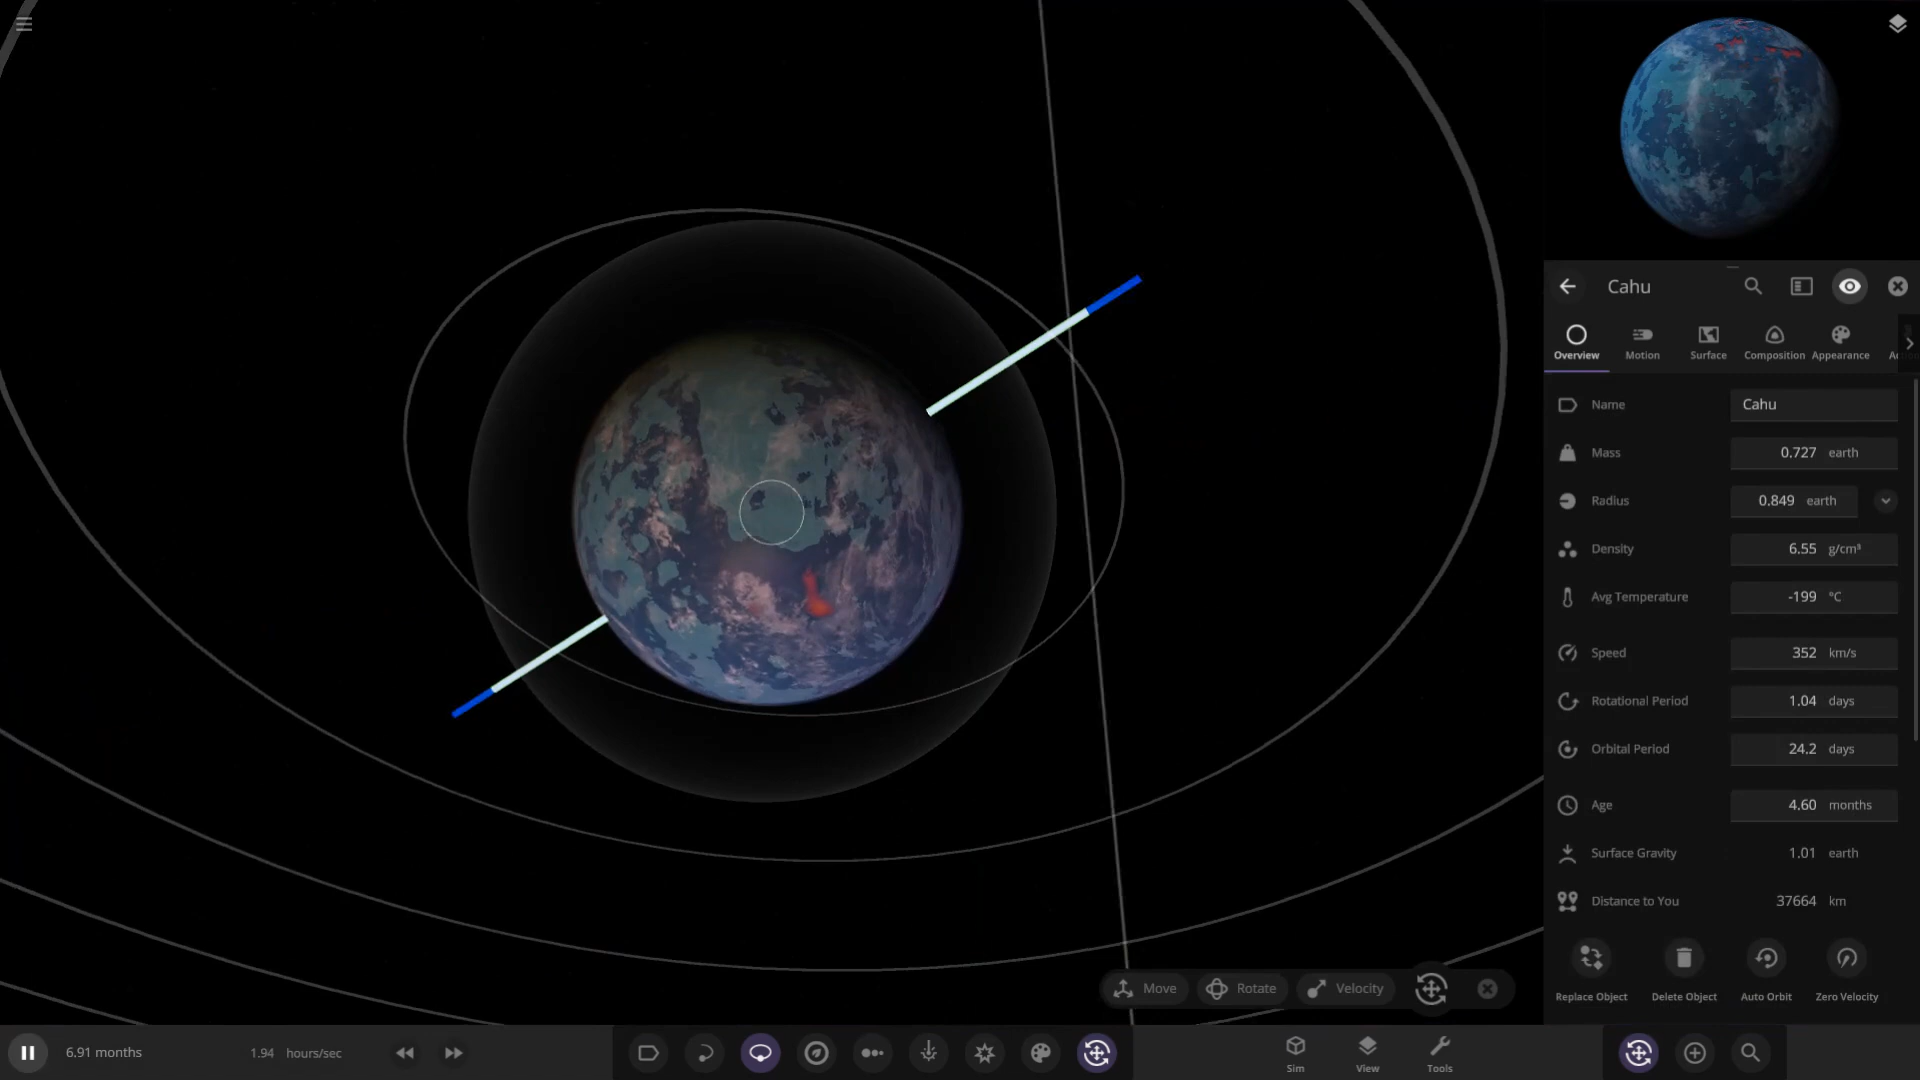 Cahu
Overview
Motion
Surface
Composition
Appearance
Name
Cahu
Mass
0.727 earth
Radius
0.849 earth
Density
6.55 g/cm³
Avg Temperature
-199 °C
Speed
352 km/s
Rotational Period
1.04 days
Orbital Period
24.2 days
Age
4.60 months
Surface Gravity
1.01 earth
Distance to You
37664 km
Replace Object
Delete Object
Auto Orbit
Zero Velocity
Move
Rotate
Velocity
6.91 months
1.94 hours/sec
Sim
View
Tools